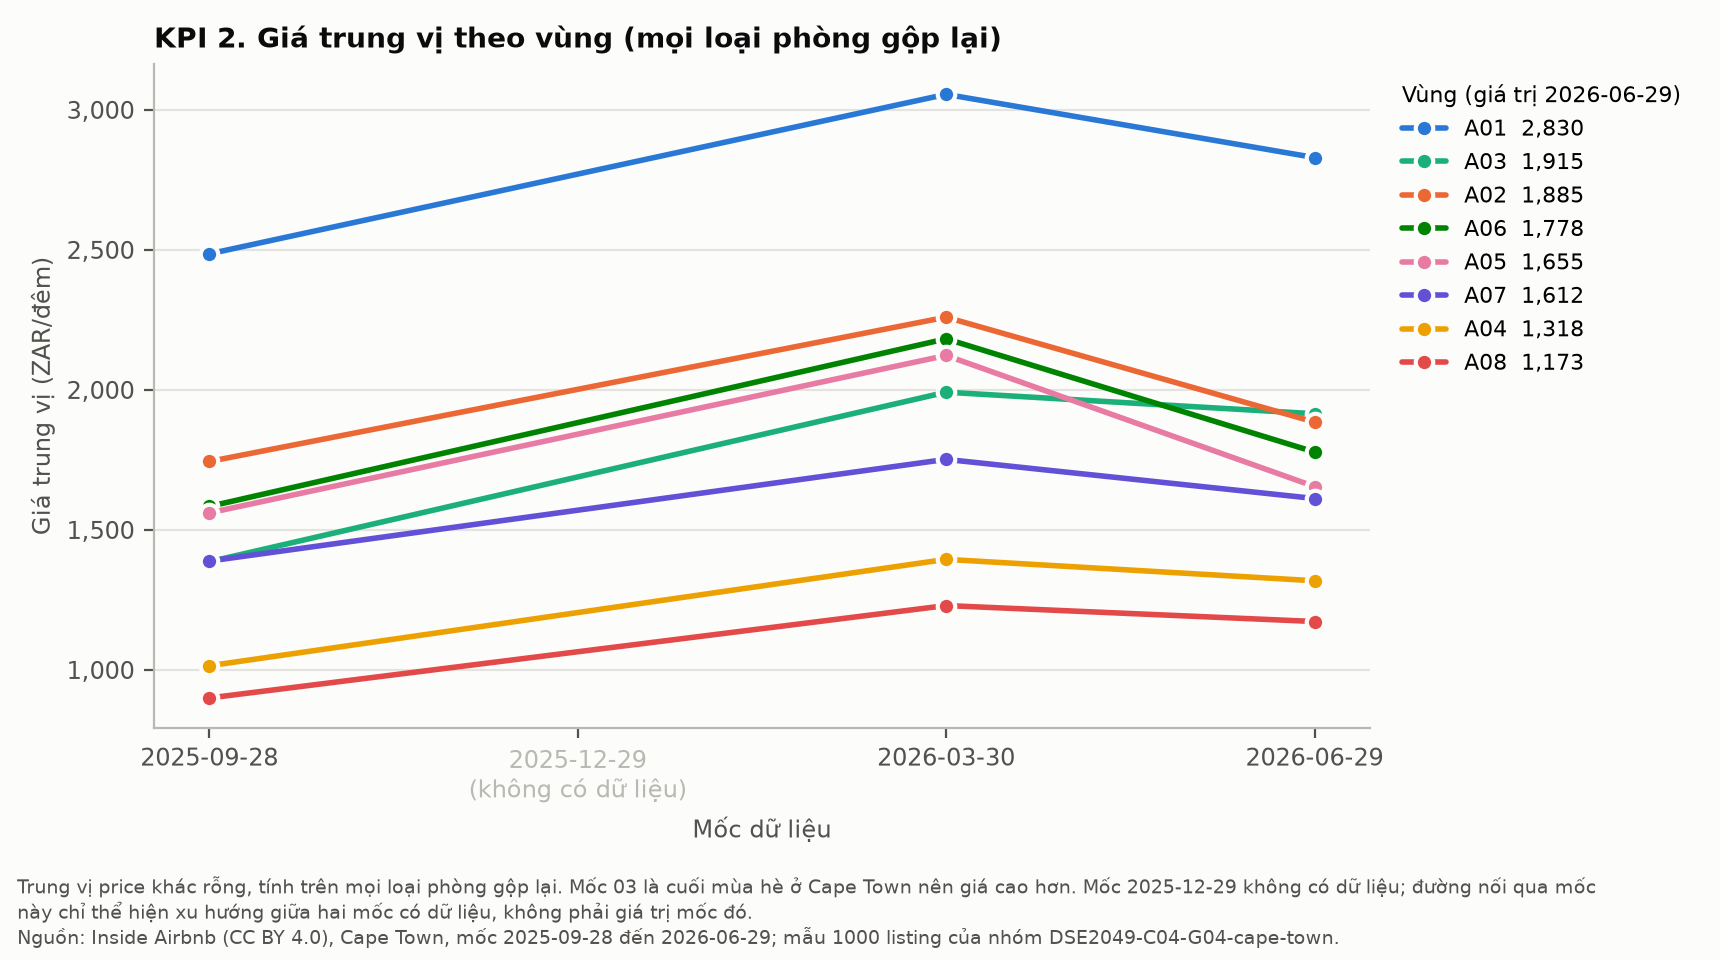 KPI 2. Giá trung vị theo vùng (mọi loại phòng gộp lại)
Giá trung vị (ZAR/đêm)
3,000
2,500
2,000
1,500
1,000
2025-09-28
2025-12-29
(không có dữ liệu)
2026-03-30
2026-06-29
Mốc dữ liệu
Vùng (giá trị 2026-06-29)
A01 2,830
A03 1,915
A02 1,885
A06 1,778
A05 1,655
A07 1,612
A04 1,318
A08 1,173
Trung vị price khác rỗng, tính trên mọi loại phòng gộp lại. Mốc 03 là cuối mùa hè ở Cape Town nên giá cao hơn. Mốc 2025-12-29 không có dữ liệu; đường nối qua mốc
này chỉ thể hiện xu hướng giữa hai mốc có dữ liệu, không phải giá trị mốc đó.
Nguồn: Inside Airbnb (CC BY 4.0), Cape Town, mốc 2025-09-28 đến 2026-06-29; mẫu 1000 listing của nhóm DSE2049-C04-G04-cape-town.